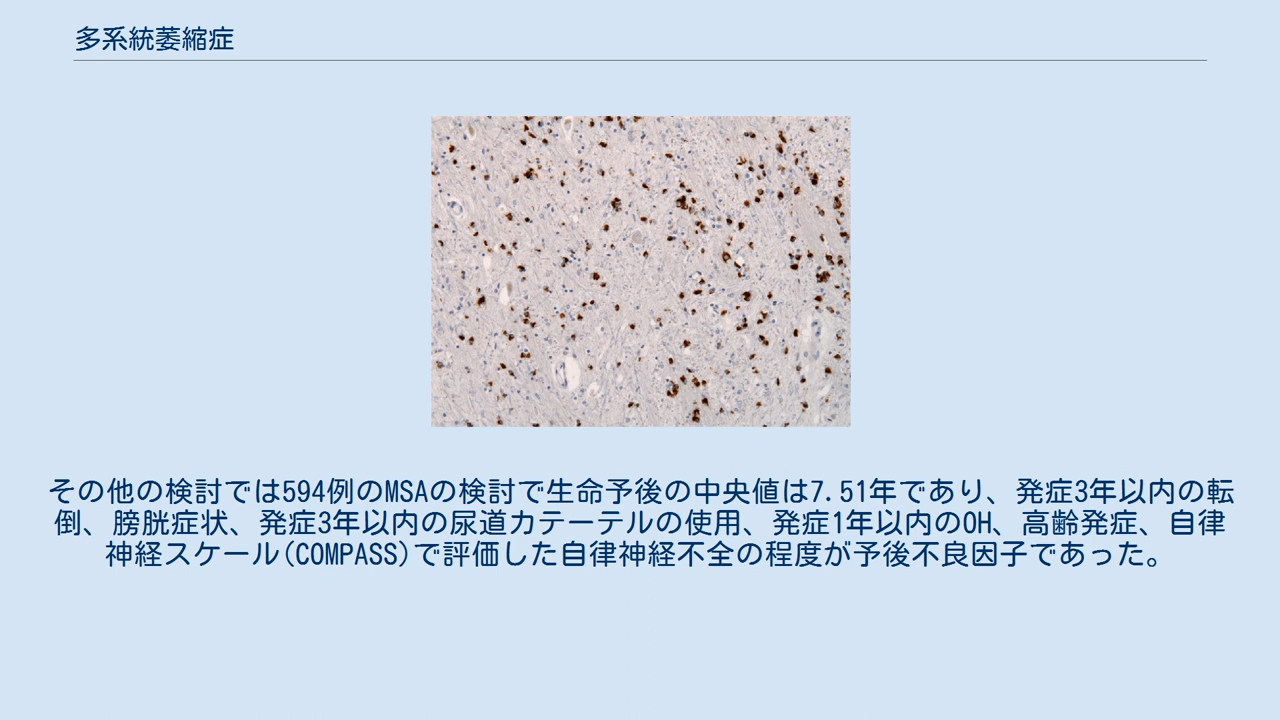 多系統萎縮症
その他の検討では594例のMSAの検討で生命予後の中央値は7.51年であり、発症3年以内の転
倒、膀胱症状、発症3年以内の尿道カテーテルの使用、発症1年以内のOH、高齢発症、自律
神経スケール(COMPASS)で評価した自律神経不全の程度が予後不良因子であった。